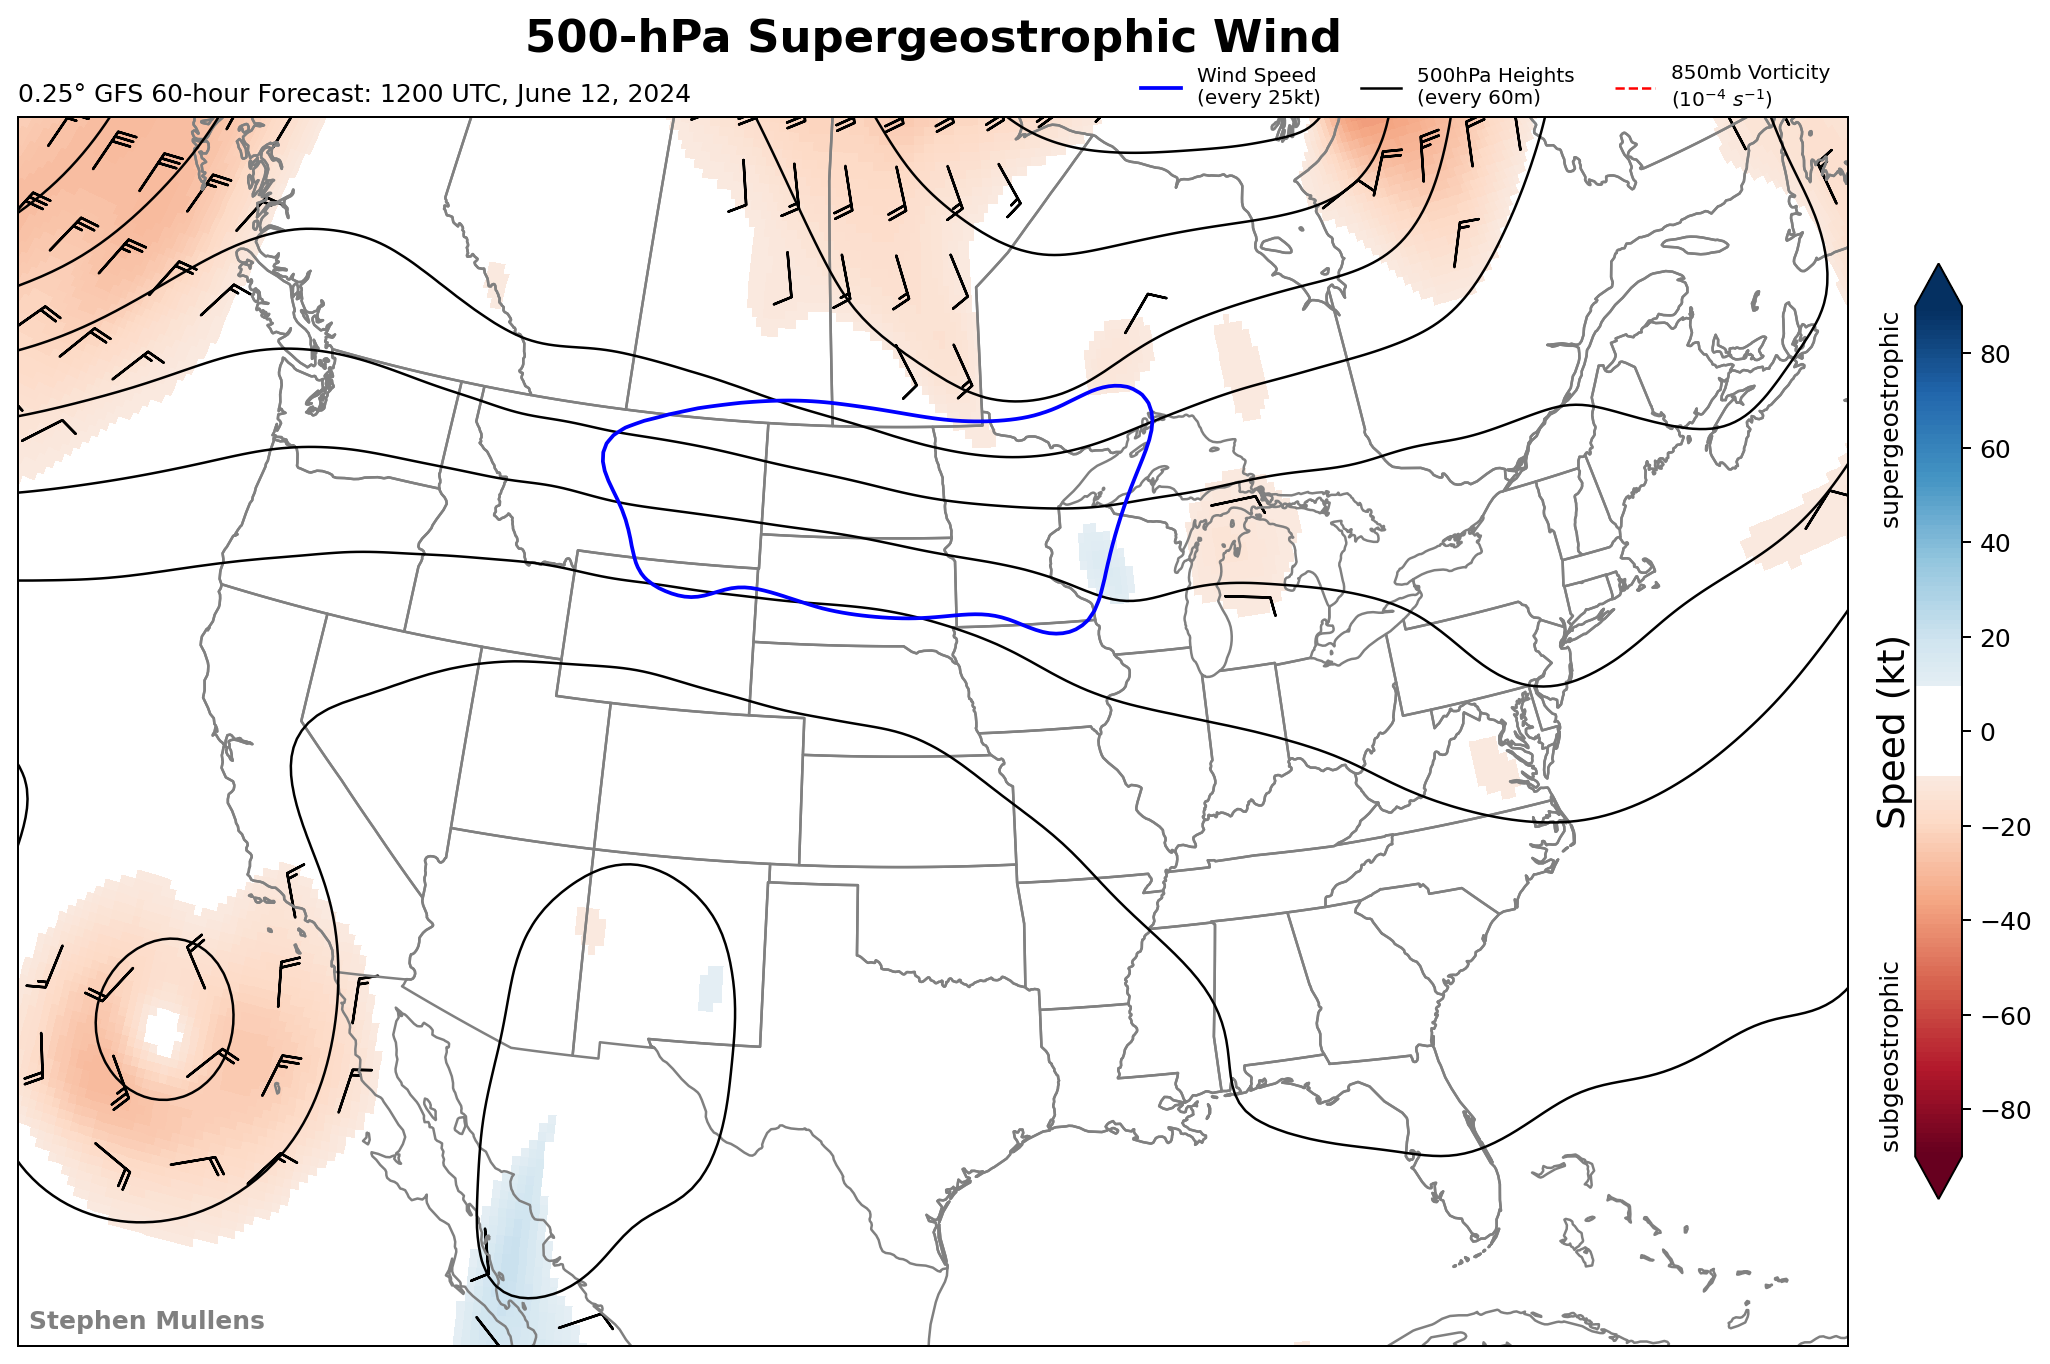 500-hPa Supergeostrophic Wind
0.25° GFS 60-hour Forecast: 1200 UTC, June 12, 2024
Wind Speed
(every 25kt)
500hPa Heights
(every 60m)
850mb Vorticity
(10⁻⁴ s⁻¹)
supergeostrophic
Speed (kt)
subgeostrophic
80
60
40
20
0
−20
−40
−60
−80
Stephen Mullens